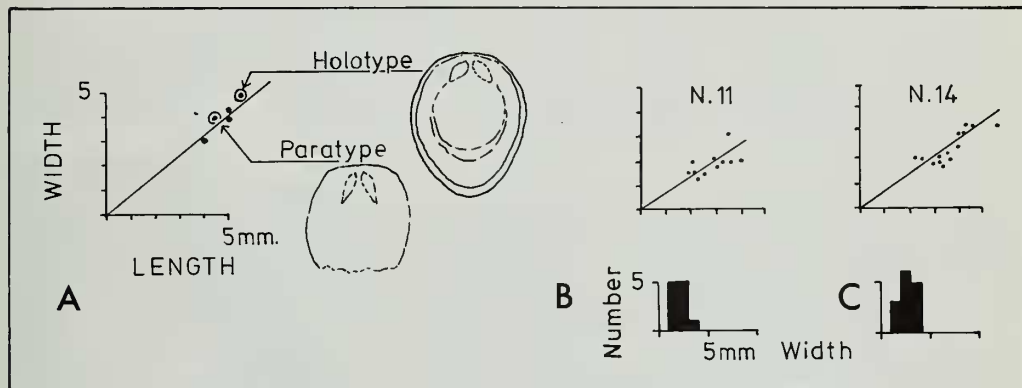 Holotype
5
WIDTH
Paratype
5mm.
LENGTH
A
N.11
N.14
B
Number
5
5mm
Width
C